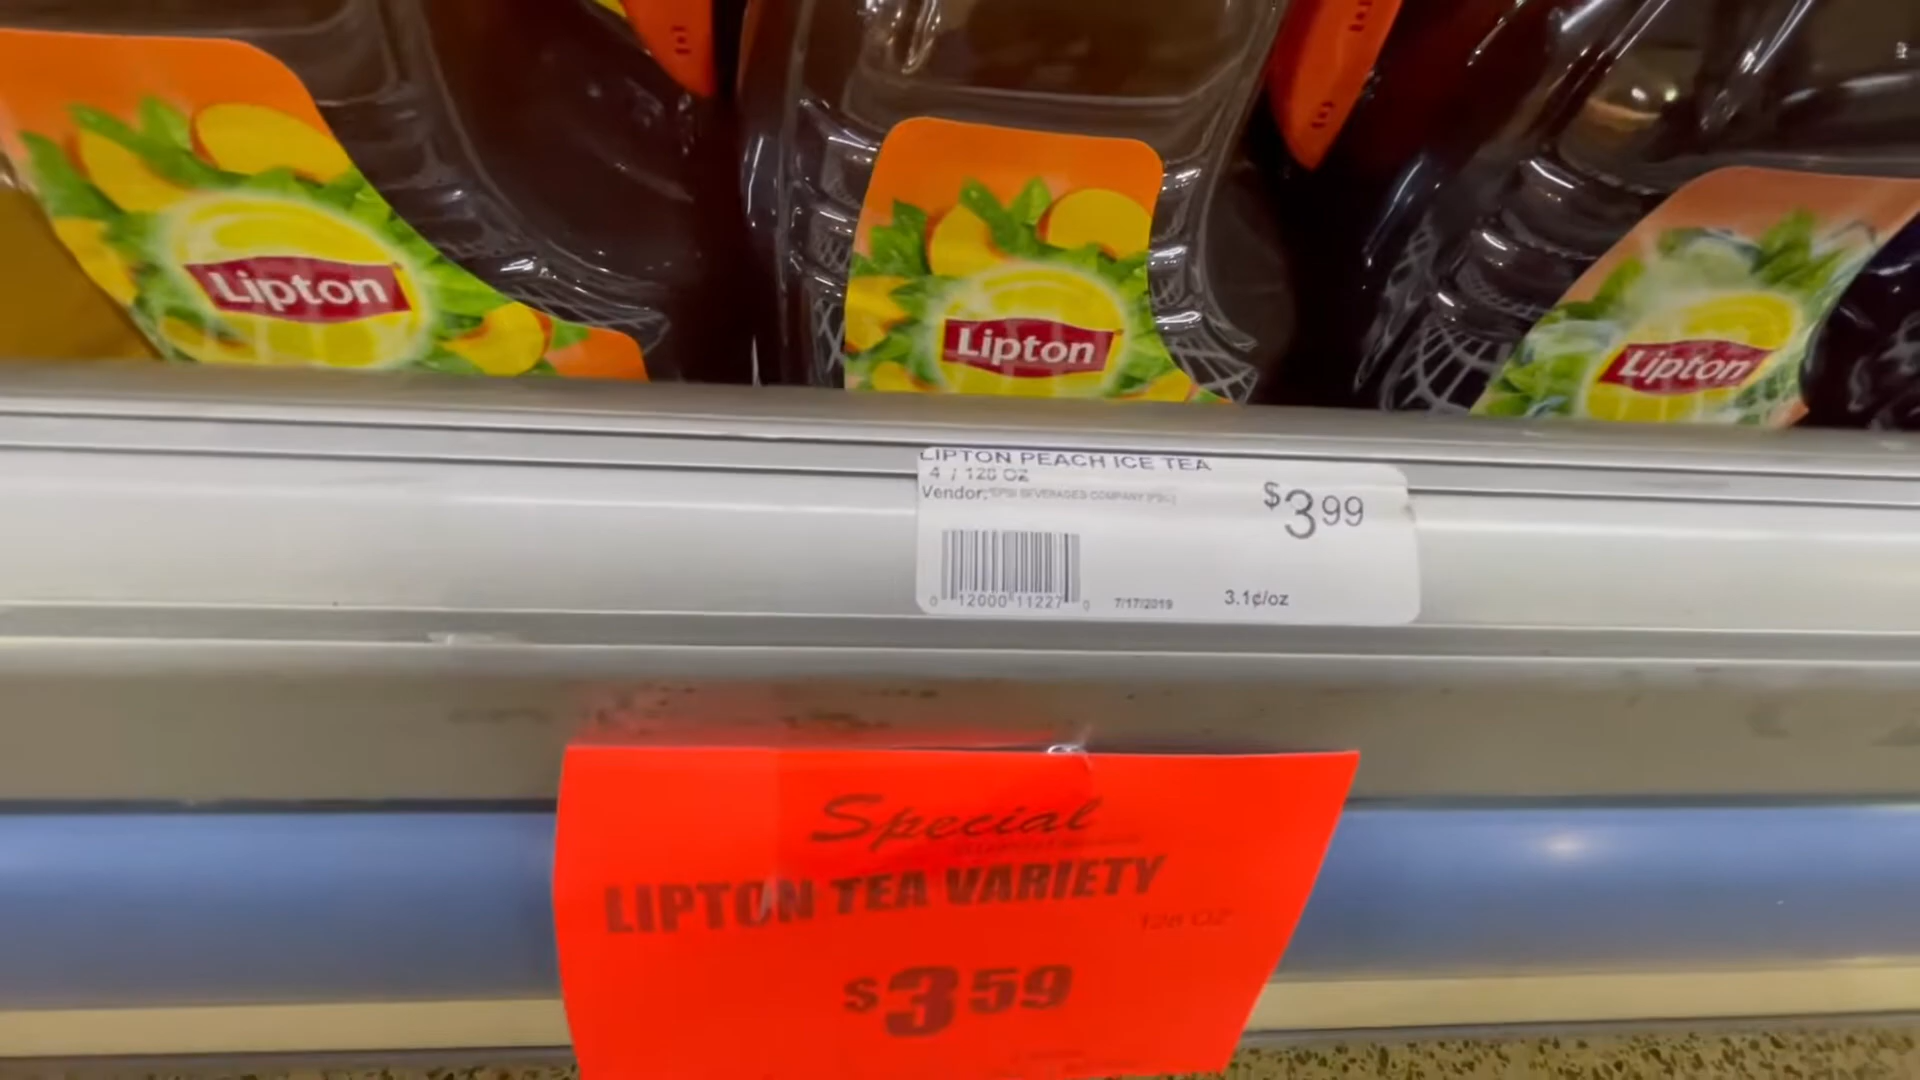 Lipton
Lipton
Lipton
LIPTON PEACH ICE TEA
4 / 128 OZ
Vendor:
$3.99
0 12000 11227 0
7/17/2019
3.1¢/oz
Special
LIPTON TEA VARIETY
128 OZ
$3.59